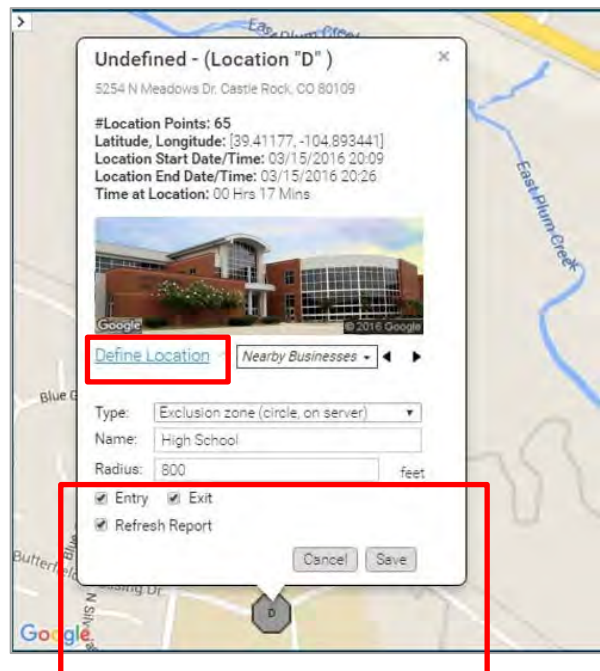 >
East Plum Creek
Undefined - (Location "D" )
×
5254 N Meadows Dr. Castle Rock, CO 80109
#Location Points: 65
Latitude, Longitude: [39.41177, -104.893441]
Location Start Date/Time: 03/15/2016 20:09
Location End Date/Time: 03/15/2016 20:26
Time at Location: 00 Hrs 17 Mins
East Plum Creek
Google
© 2016 Google
Define Location
Nearby Businesses
Blue
Type: Exclusion zone (circle, on server)
Name: High School
Radius: 800 feet
Entry Exit
Refresh Report
Cancel Save
Blue
Dr
N
D
Google